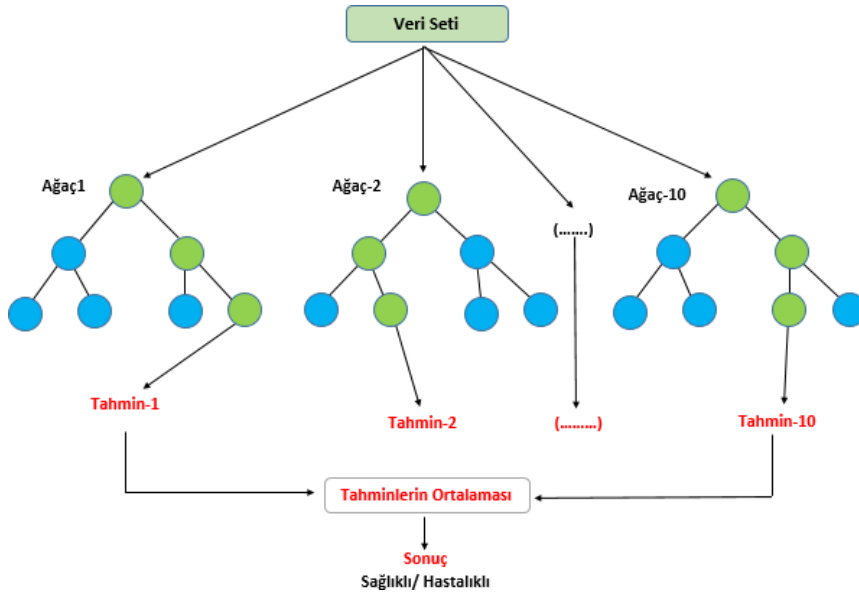 Veri Seti
Ağaç1
Ağaç-2
Ağaç-10
(…….)
Tahmin-1
Tahmin-2
(………)
Tahmin-10
Tahminlerin Ortalaması
Sonuç
Sağlıklı/ Hastalıklı